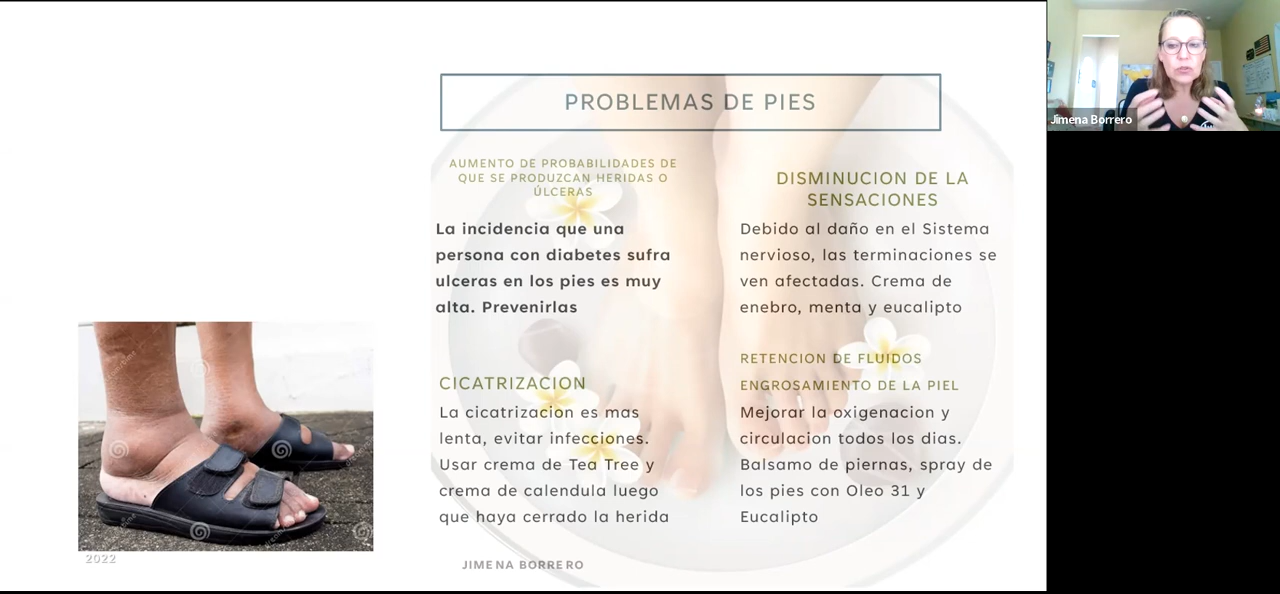 PROBLEMAS DE PIES
AUMENTO DE PROBABILIDADES DE
QUE SE PRODUZCAN HERIDAS O
ÚLCERAS
La incidencia que una
persona con diabetes sufra
ulceras en los pies es muy
alta. Prevenirlas
CICATRIZACION
La cicatrizacion es mas
lenta, evitar infecciones.
Usar crema de Tea Tree y
crema de calendula luego
que haya cerrado la herida
DISMINUCION DE LA
SENSACIONES
Debido al daño en el Sistema
nervioso, las terminaciones se
ven afectadas. Crema de
enebro, menta y eucalipto
RETENCION DE FLUIDOS
ENGROSAMIENTO DE LA PIEL
Mejorar la oxigenacion y
circulacion todos los dias.
Balsamo de piernas, spray de
los pies con Oleo 31 y
Eucalipto
2022
JIMENA BORRERO
Jimena Borrero